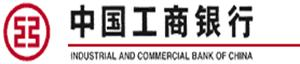 中国工商银行
INDUSTRIAL AND COMMERCIAL BANK OF CHINA